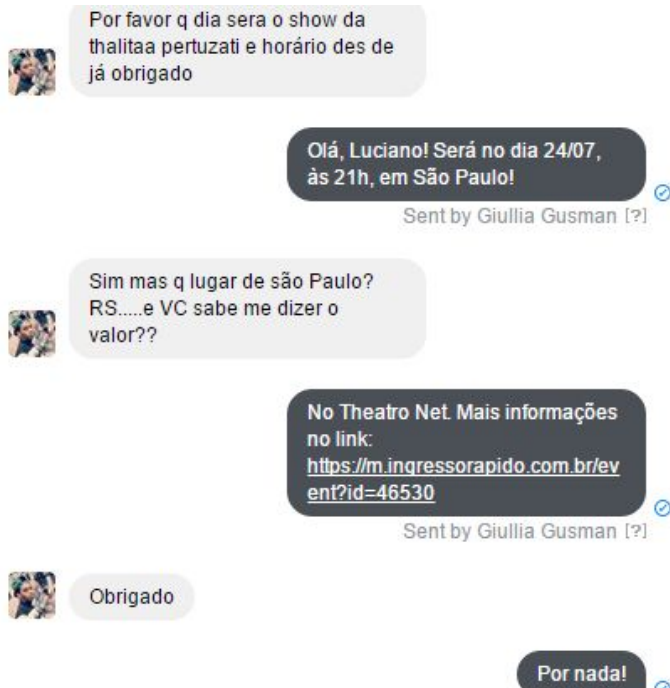 Por favor q dia sera o show da
thalitaa pertuzati e horário des de
já obrigado
Olá, Luciano! Será no dia 24/07,
às 21h, em São Paulo!
Sent by Giullia Gusman [?]
Sim mas q lugar de são Paulo?
RS.....e VC sabe me dizer o
valor??
No Theatro Net. Mais informações
no link:
https://m.ingressorapido.com.br/ev
ent?id=46530
Sent by Giullia Gusman [?]
Obrigado
Por nada!